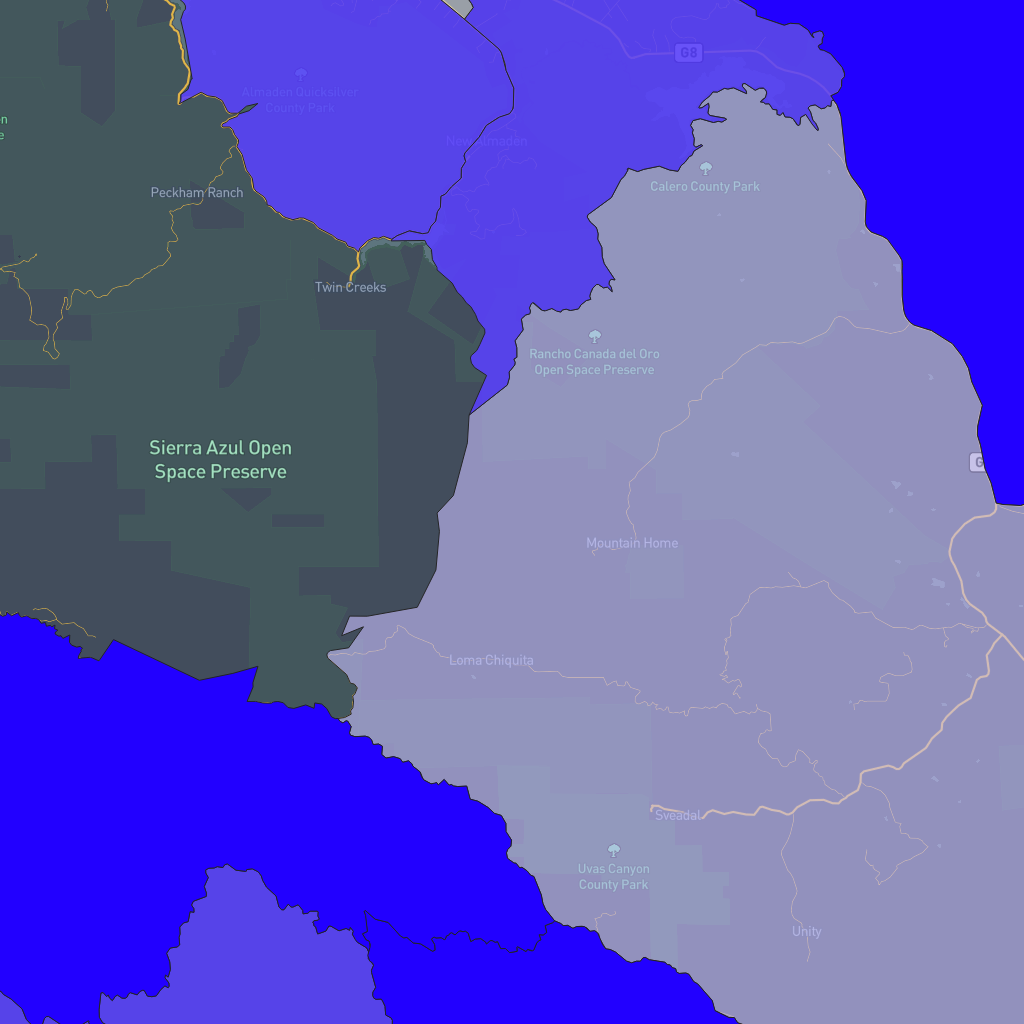 G8
Almaden Quicksilver
County Park
New Almaden
en
e
Peckham Ranch
Calero County Park
Twin Creeks
Rancho Canada del Oro
Open Space Preserve
Sierra Azul Open
Space Preserve
G
Mountain Home
Loma Chiquita
Sveadal
Uvas Canyon
County Park
Unity